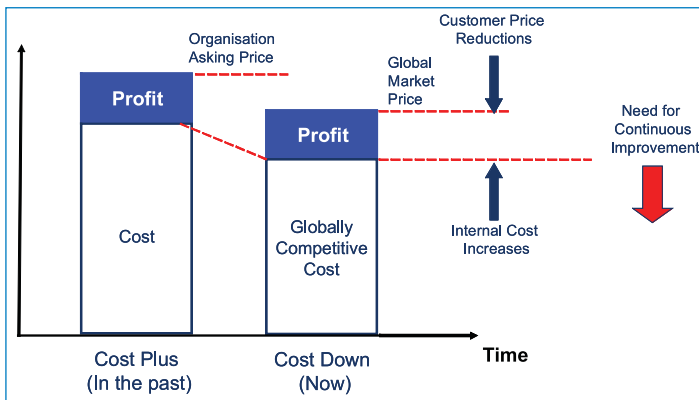 Customer Price
Reductions
Organisation
Asking Price
Global
Market
Price
Profit
Profit
Need for
Continuous
Improvement
Cost
Globally
Competitive
Cost
Internal Cost
Increases
Time
Cost Plus
(In the past)
Cost Down
(Now)